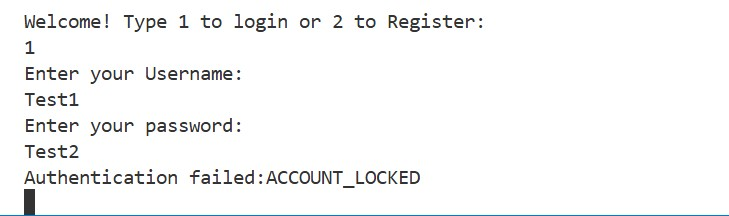 Welcome! Type 1 to login or 2 to Register:
1
Enter your Username:
Test1
Enter your password:
Test2
Authentication failed:ACCOUNT_LOCKED